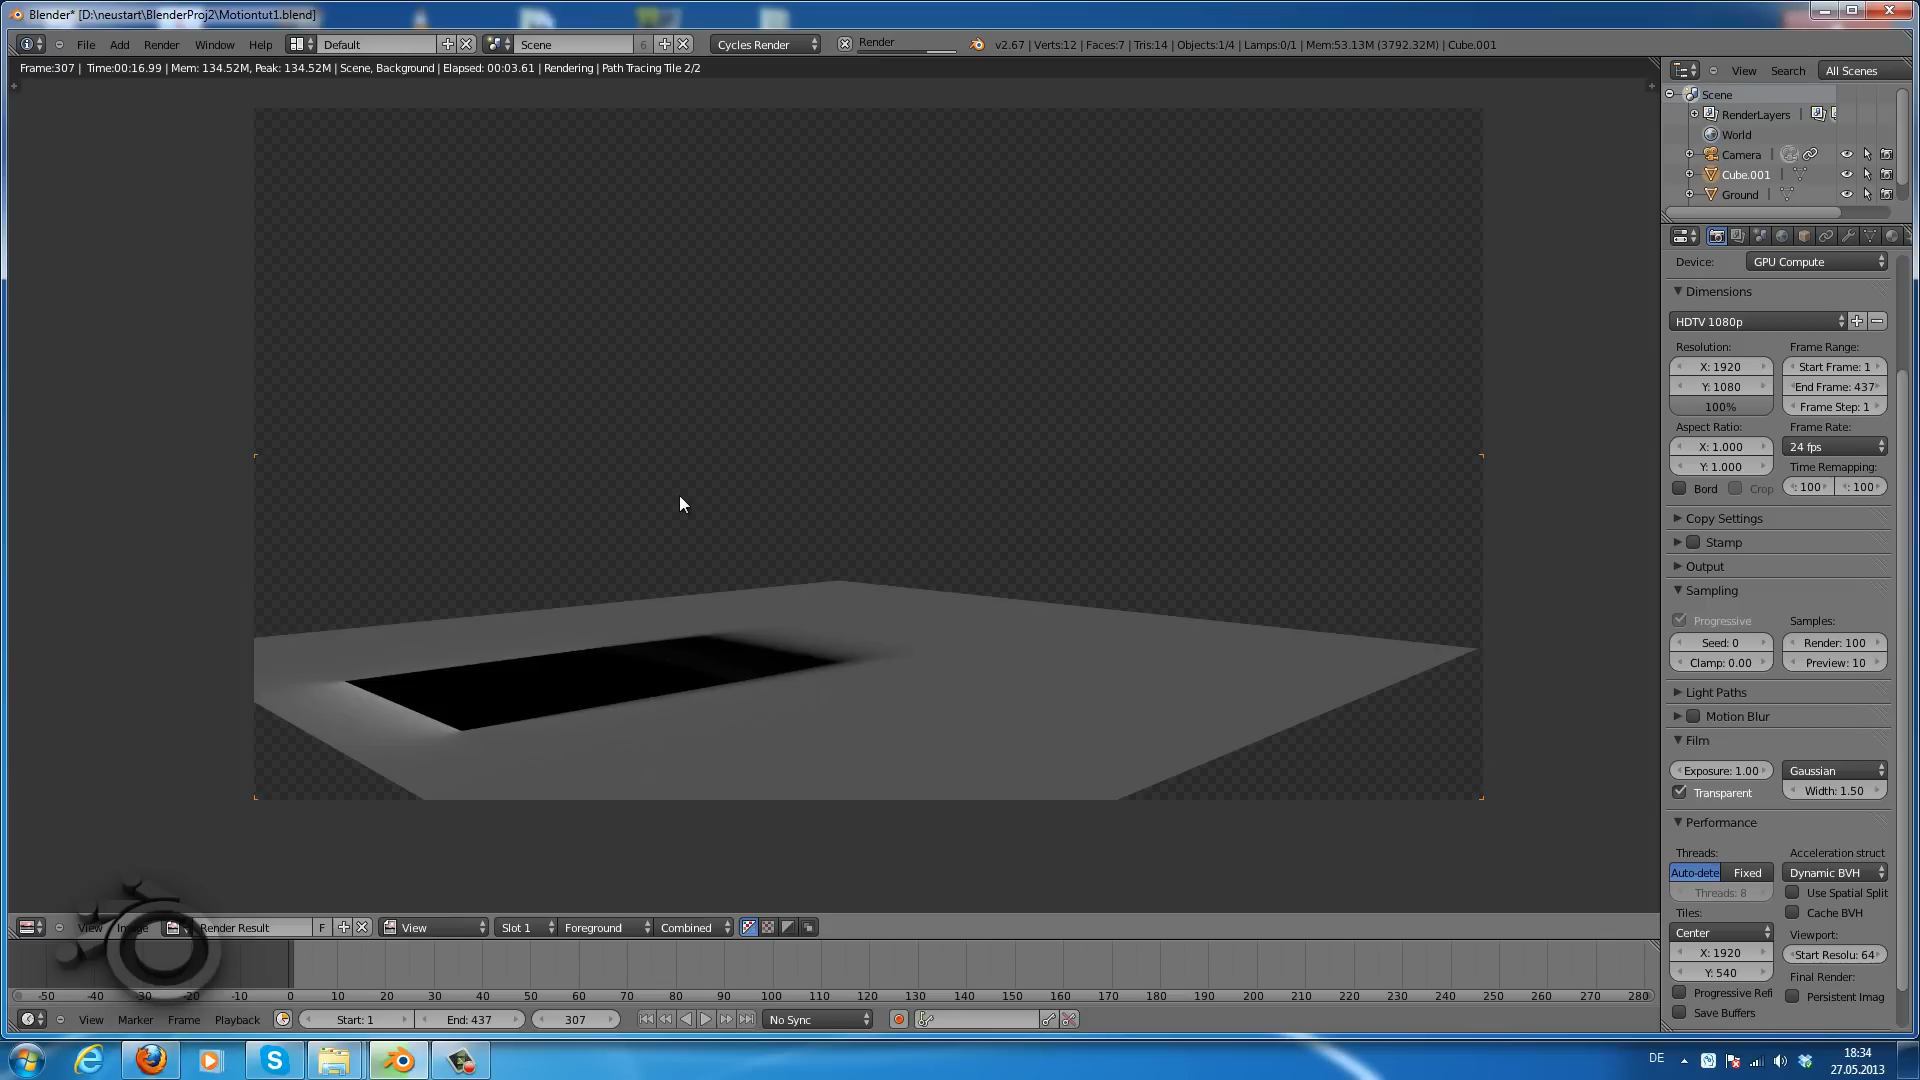 Blender* [D:\neustart\BlenderProj2\Motiontut1.blend]
File Add Render Window Help Default Scene 6 Cycles Render Render v2.67 | Verts:12 | Faces:7 | Tris:14 | Objects:1/4 | Lamps:0/1 | Mem:53.13M (3792.32M) | Cube.001
Frame:307 | Time:00:16.99 | Mem: 134.52M, Peak: 134.52M | Scene, Background | Elapsed: 00:03.61 | Rendering | Path Tracing Tile 2/2
View Search All Scenes
Scene
RenderLayers |
World
Camera |
Cube.001 |
Ground |
Device: GPU Compute
Dimensions
HDTV 1080p
Resolution: Frame Range:
X: 1920 Start Frame: 1
Y: 1080 End Frame: 437
100% Frame Step: 1
Aspect Ratio: Frame Rate:
X: 1.000 24 fps
Y: 1.000 Time Remapping:
Bord Crop : 100 : 100
Copy Settings
Stamp
Output
Sampling
Progressive Samples:
Seed: 0 Render: 100
Clamp: 0.00 Preview: 10
Light Paths
Motion Blur
Film
Exposure: 1.00 Gaussian
Transparent Width: 1.50
Performance
Threads: Acceleration struct
Auto-dete Fixed Dynamic BVH
Threads: 8 Use Spatial Split
Tiles: Cache BVH
Center Viewport:
X: 1920 Start Resolu: 64
Y: 540 Final Render:
Progressive Refi Persistent Imag
Save Buffers
View Image Render Result F View Slot 1 Foreground Combined
-50 -40 -30 -20 -10 0 10 20 30 40 50 60 70 80 90 100 110 120 130 140 150 160 170 180 190 200 210 220 230 240 250 260 270 280
View Marker Frame Playback Start: 1 End: 437 307 No Sync
DE 18:34
27.05.2013